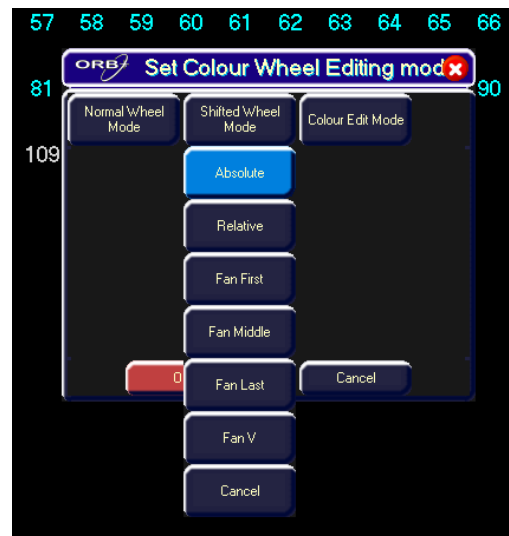 57 58 59 60 61 62 63 64 65 66
ORB Set Colour Wheel Editing mod
81 90
Normal Wheel Mode Shifted Wheel Mode Colour Edit Mode
109
Absolute
Relative
Fan First
Fan Middle
0 Fan Last Cancel
Fan V
Cancel